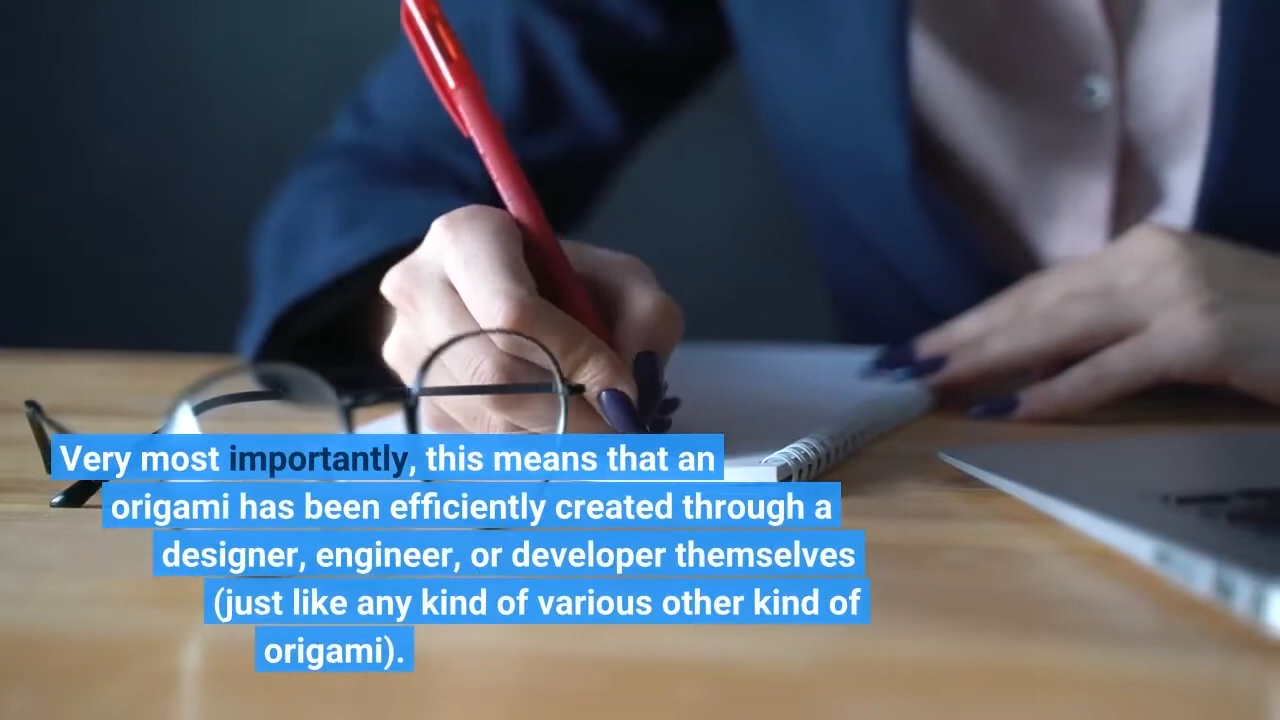 Very most importantly, this means that an
origami has been efficiently created through a
designer, engineer, or developer themselves
(just like any kind of various other kind of
origami).